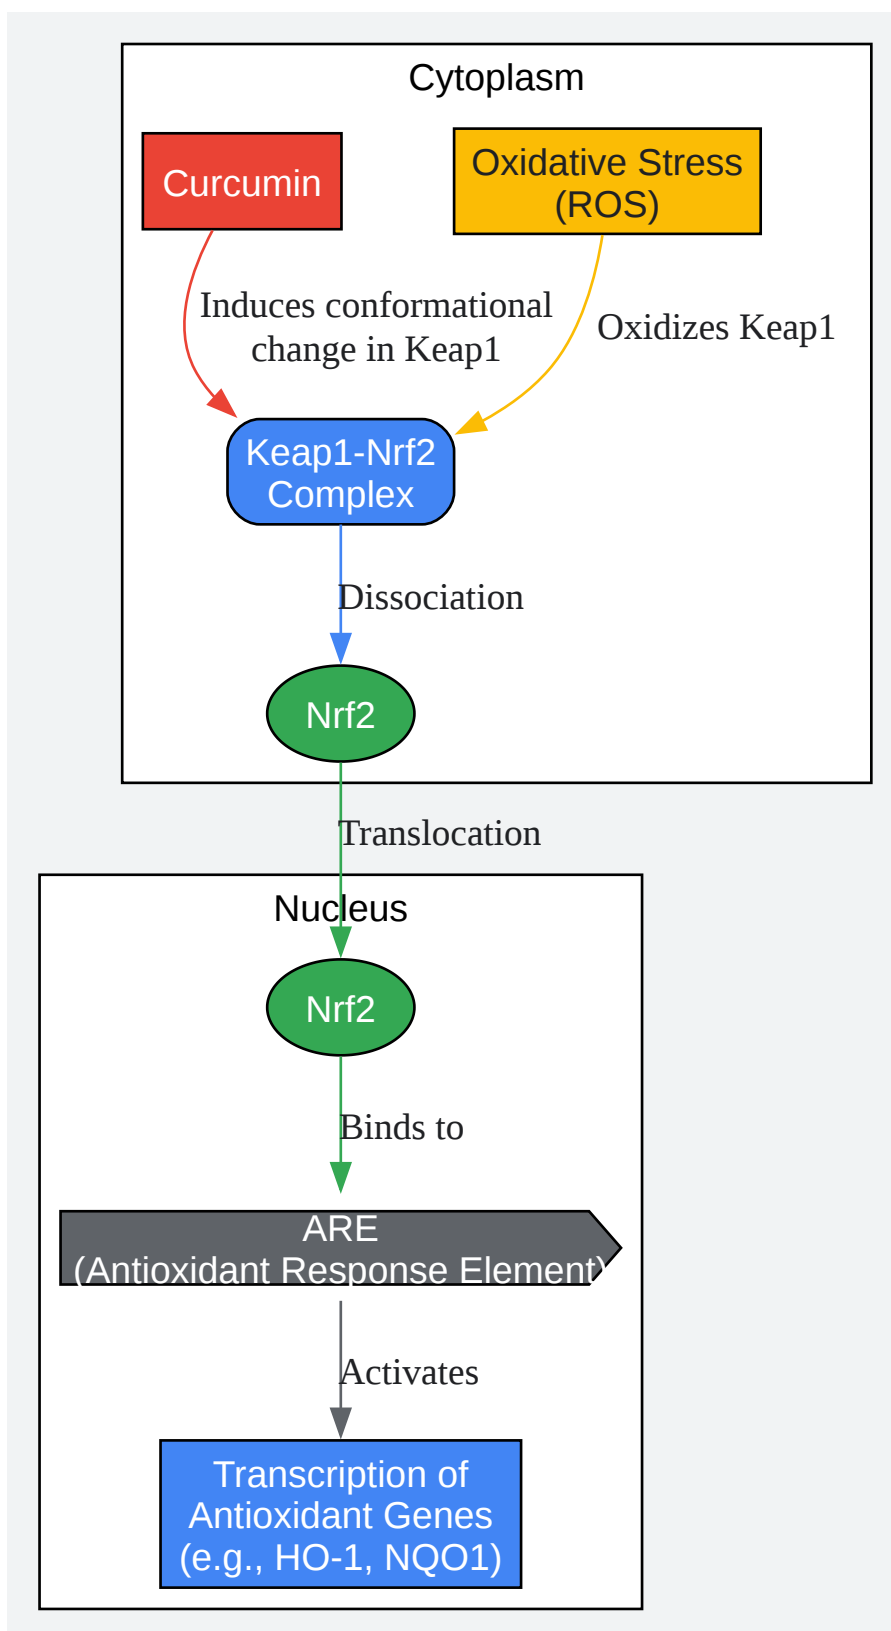 Cytoplasm
Curcumin
Oxidative Stress
(ROS)
Induces conformational
change in Keap1
Oxidizes Keap1
Keap1-Nrf2
Complex
Dissociation
Nrf2
Translocation
Nucleus
Nrf2
Binds to
ARE
(Antioxidant Response Element)
Activates
Transcription of
Antioxidant Genes
(e.g., HO-1, NQO1)